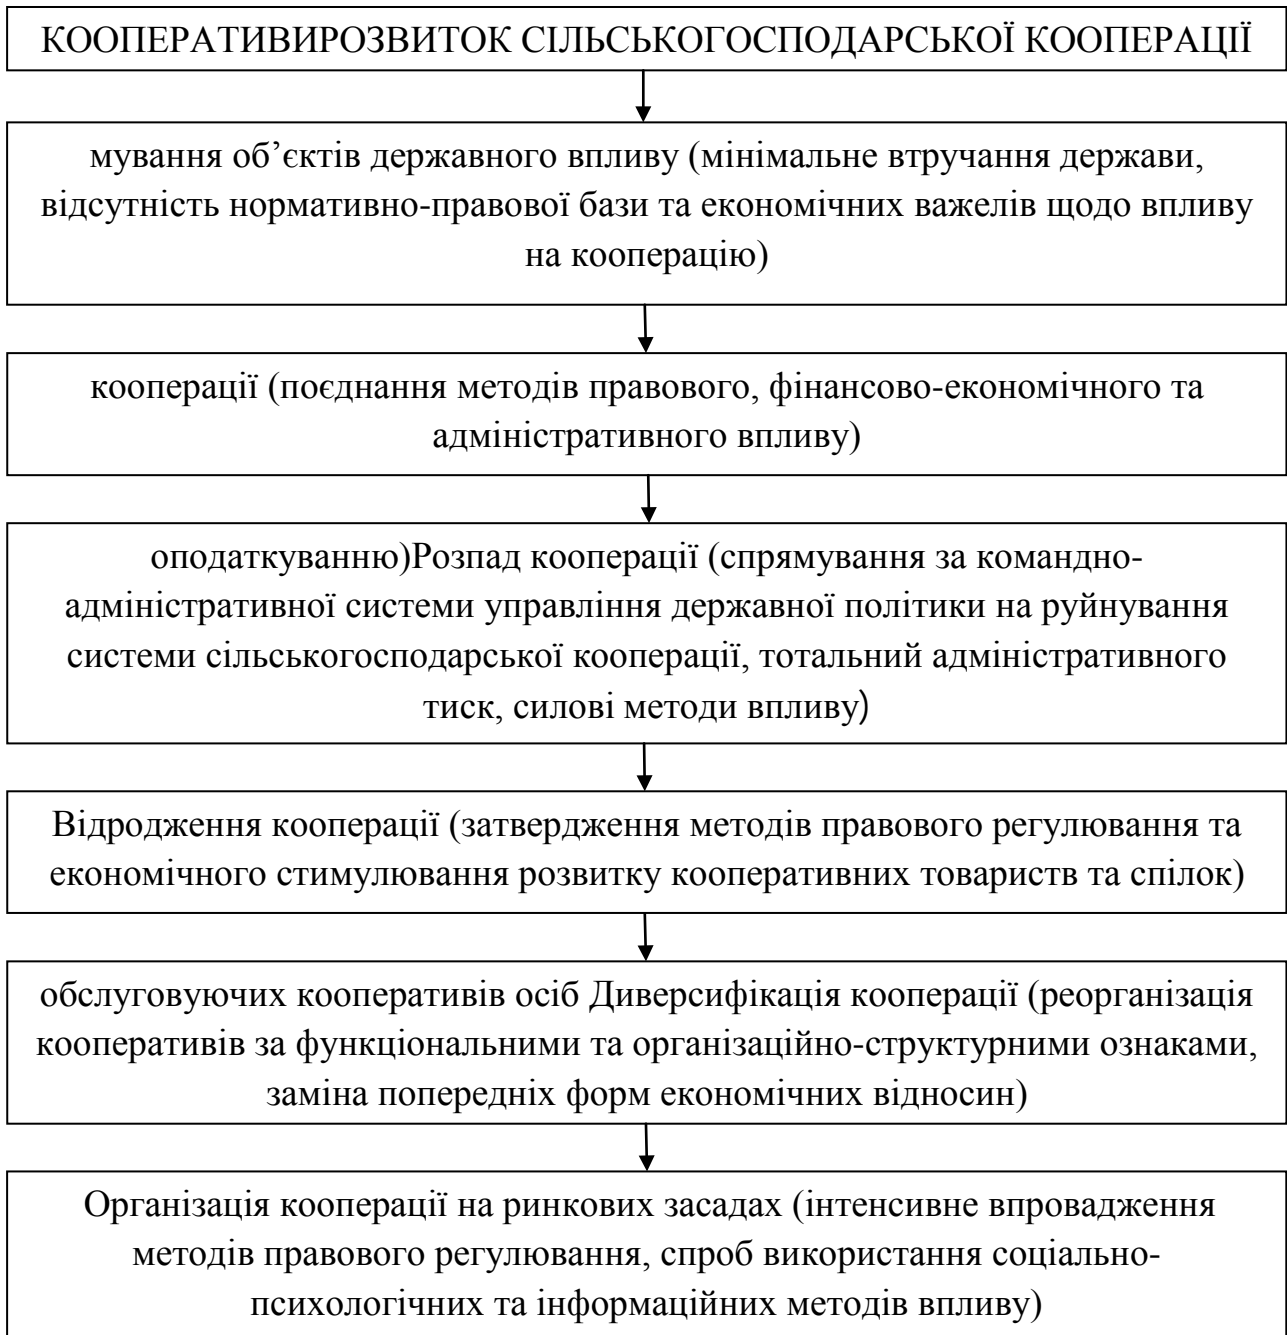 КООПЕРАТИВИРОЗВИТОК СІЛЬСЬКОГОСПОДАРСЬКОЇ КООПЕРАЦІЇ
мування об’єктів державного впливу (мінімальне втручання держави,
відсутність нормативно-правової бази та економічних важелів щодо впливу
на кооперацію)
кооперації (поєднання методів правового, фінансово-економічного та
адміністративного впливу)
оподаткуванню)Розпад кооперації (спрямування за командно-
адміністративної системи управління державної політики на руйнування
системи сільськогосподарської кооперації, тотальний адміністративного
тиск, силові методи впливу)
Відродження кооперації (затвердження методів правового регулювання та
економічного стимулювання розвитку кооперативних товариств та спілок)
обслуговуючих кооперативів осіб Диверсифікація кооперації (реорганізація
кооперативів за функціональними та організаційно-структурними ознаками,
заміна попередніх форм економічних відносин)
Організація кооперації на ринкових засадах (інтенсивне впровадження
методів правового регулювання, спроб використання соціально-
психологічних та інформаційних методів впливу)